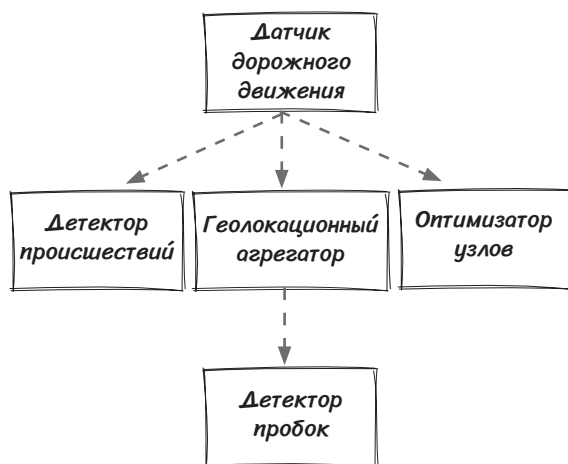 Датчик
дорожного
движения
Детектор
происшествий
Геолокационный
агрегатор
Оптимизатор
узлов
Детектор
пробок